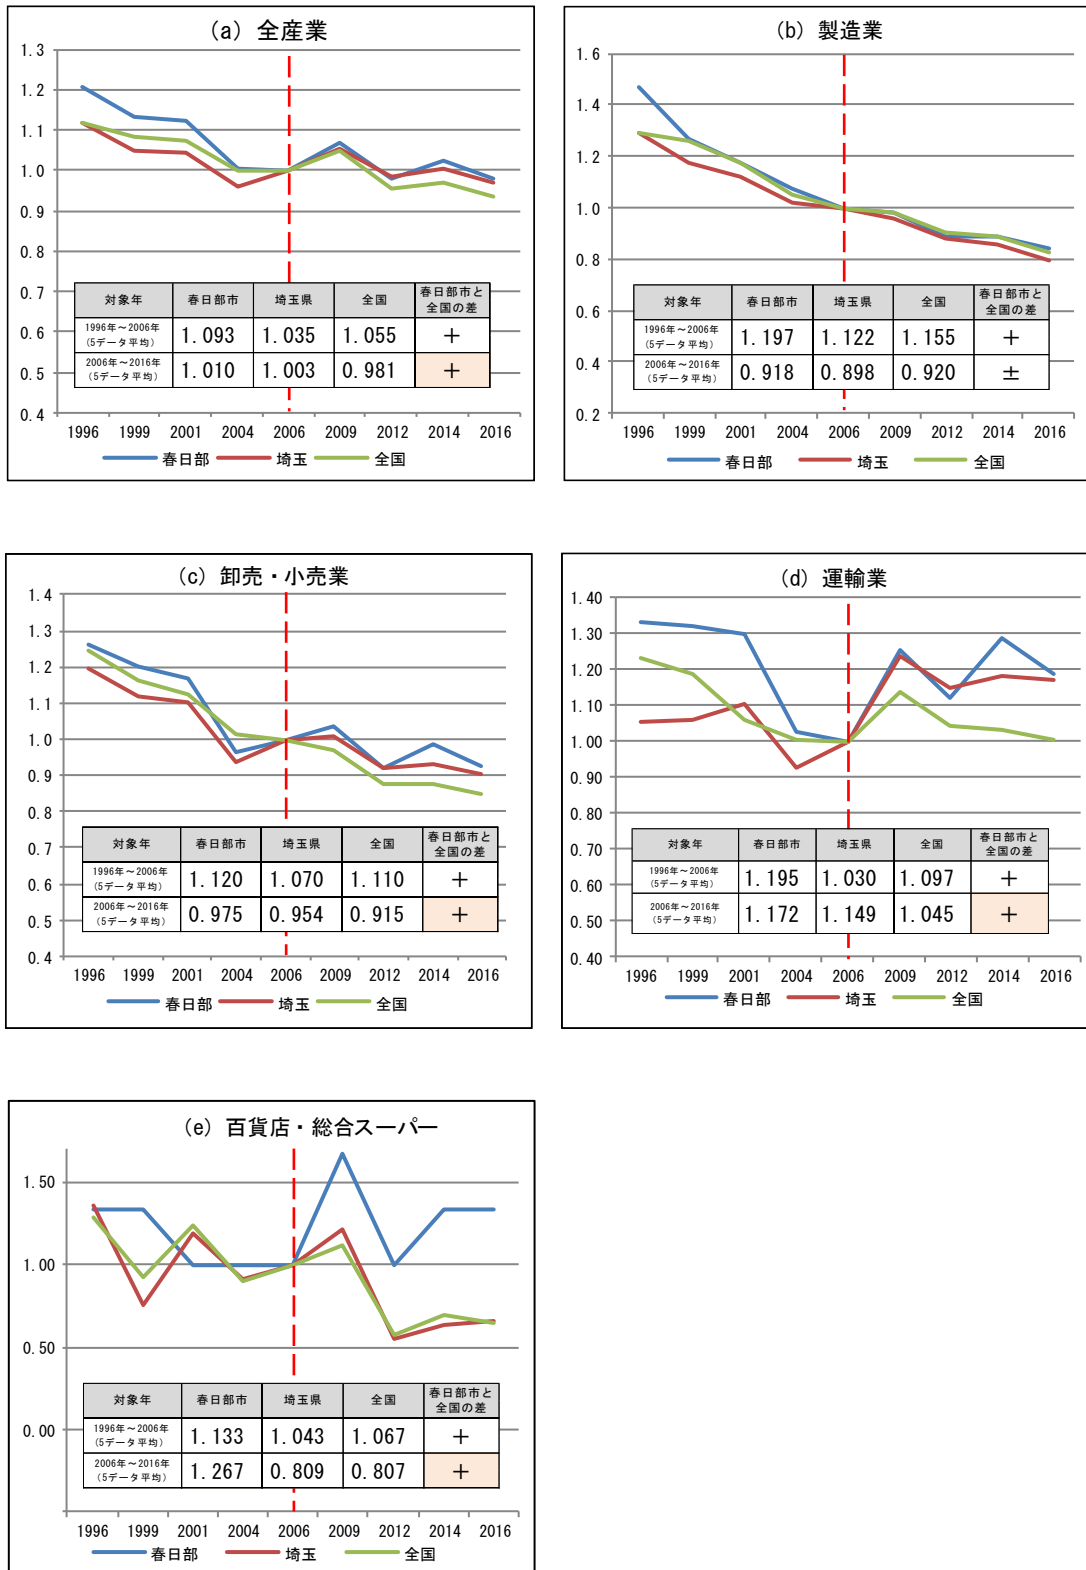 (a) 全産業
1.3
1.2
1.1
1.0
0.9
0.8
0.7
0.6
0.5
0.4
対象年 春日部市 埼玉県 全国 春日部市と全国の差
1996年～2006年(5データ平均) 1.093 1.035 1.055 ＋
2006年～2016年(5データ平均) 1.010 1.003 0.981 ＋
1996 1999 2001 2004 2006 2009 2012 2014 2016
春日部 埼玉 全国
(b) 製造業
1.6
1.4
1.2
1.0
0.8
0.6
0.4
0.2
対象年 春日部市 埼玉県 全国 春日部市と全国の差
1996年～2006年(5データ平均) 1.197 1.122 1.155 ＋
2006年～2016年(5データ平均) 0.918 0.898 0.920 ±
1996 1999 2001 2004 2006 2009 2012 2014 2016
春日部 埼玉 全国
(c) 卸売・小売業
1.4
1.3
1.2
1.1
1.0
0.9
0.8
0.7
0.6
0.5
0.4
対象年 春日部市 埼玉県 全国 春日部市と全国の差
1996年～2006年(5データ平均) 1.120 1.070 1.110 ＋
2006年～2016年(5データ平均) 0.975 0.954 0.915 ＋
1996 1999 2001 2004 2006 2009 2012 2014 2016
春日部 埼玉 全国
(d) 運輸業
1.40
1.30
1.20
1.10
1.00
0.90
0.80
0.70
0.60
0.50
0.40
対象年 春日部市 埼玉県 全国 春日部市と全国の差
1996年～2006年(5データ平均) 1.195 1.030 1.097 ＋
2006年～2016年(5データ平均) 1.172 1.149 1.045 ＋
1996 1999 2001 2004 2006 2009 2012 2014 2016
春日部 埼玉 全国
(e) 百貨店・総合スーパー
1.50
1.00
0.50
0.00
対象年 春日部市 埼玉県 全国 春日部市と全国の差
1996年～2006年(5データ平均) 1.133 1.043 1.067 ＋
2006年～2016年(5データ平均) 1.267 0.809 0.807 ＋
1996 1999 2001 2004 2006 2009 2012 2014 2016
春日部 埼玉 全国